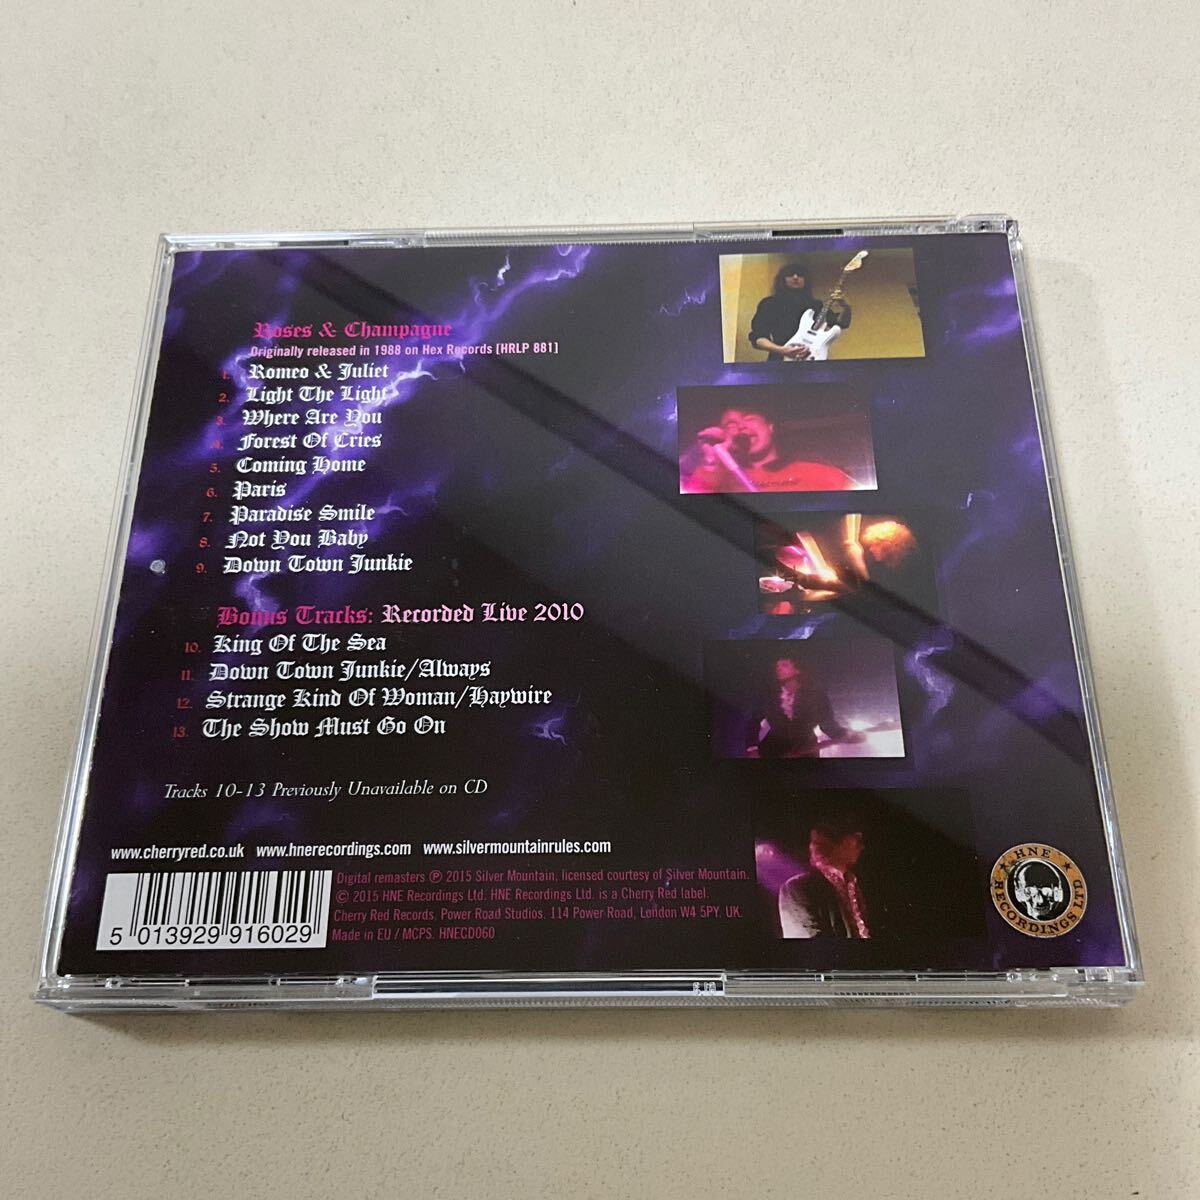 Roses & Champagne
Originally released in 1988 on Hex Records [HRLP 881]
1. Romeo & Juliet
2. Light The Light
3. Where Are You
4. Forest Of Cries
5. Coming Home
6. Paris
7. Paradise Smile
8. Not You Baby
9. Down Town Junkie
Bonus Tracks: Recorded Live 2010
10. King Of The Sea
11. Down Town Junkie/Always
12. Strange Kind Of Woman/Haywire
13. The Show Must Go On
Tracks 10-13 Previously Unavailable on CD
www.cherryred.co.uk www.hnerecordings.com www.silvermountainrules.com
Digital remasters ℗ 2015 Silver Mountain, licensed courtesy of Silver Mountain.
© 2015 HNE Recordings Ltd. HNE Recordings Ltd. is a Cherry Red label.
Cherry Red Records, Power Road Studios. 114 Power Road, London W4 5PY. UK.
Made in EU / MCPS. HNECD060
5 013929 916029
HNE RECORDINGS LTD